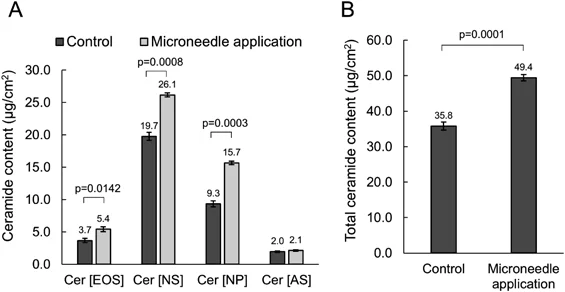 A
Control
Microneedle application
Ceramide content (μg/cm²)
30.0
25.0
20.0
15.0
10.0
5.0
0.0
p=0.0142
3.7
5.4
p=0.0008
19.7
26.1
p=0.0003
9.3
15.7
2.0
2.1
Cer [EOS]
Cer [NS]
Cer [NP]
Cer [AS]
B
Total ceramide content (μg/cm²)
60.0
50.0
40.0
30.0
20.0
10.0
0.0
p=0.0001
35.8
49.4
Control
Microneedle
application